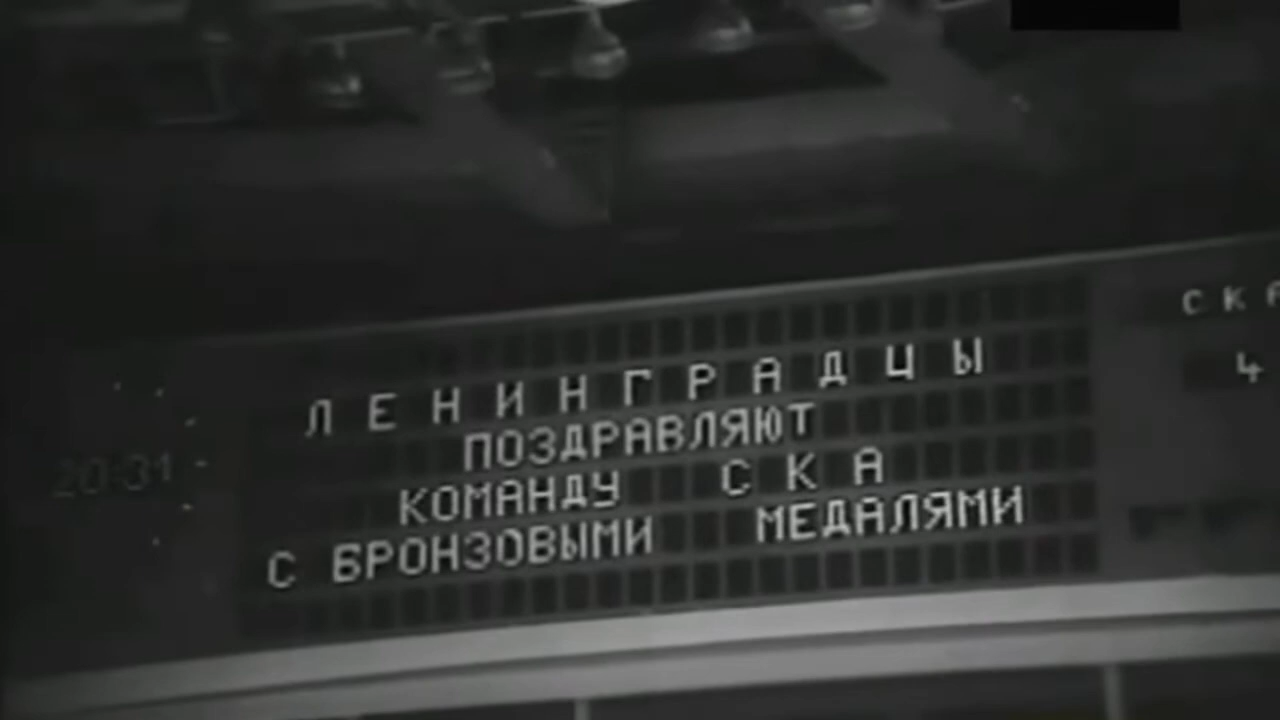 ЛЕНИНГРАДЦЫ
ПОЗДРАВЛЯЮТ
КОМАНДУ СКА
С БРОНЗОВЫМИ МЕДАЛЯМИ
20:31
СКА
4